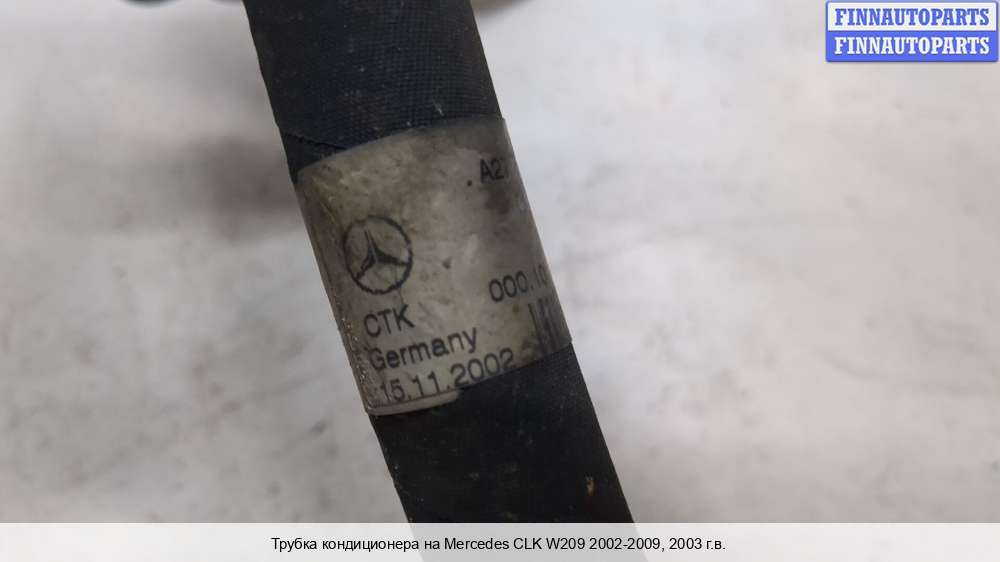 FINNAUTOPARTS
FINNAUTOPARTS
CTK
Germany
15.11.2002
Трубка кондиционера на Mercedes CLK W209 2002-2009, 2003 г.в.